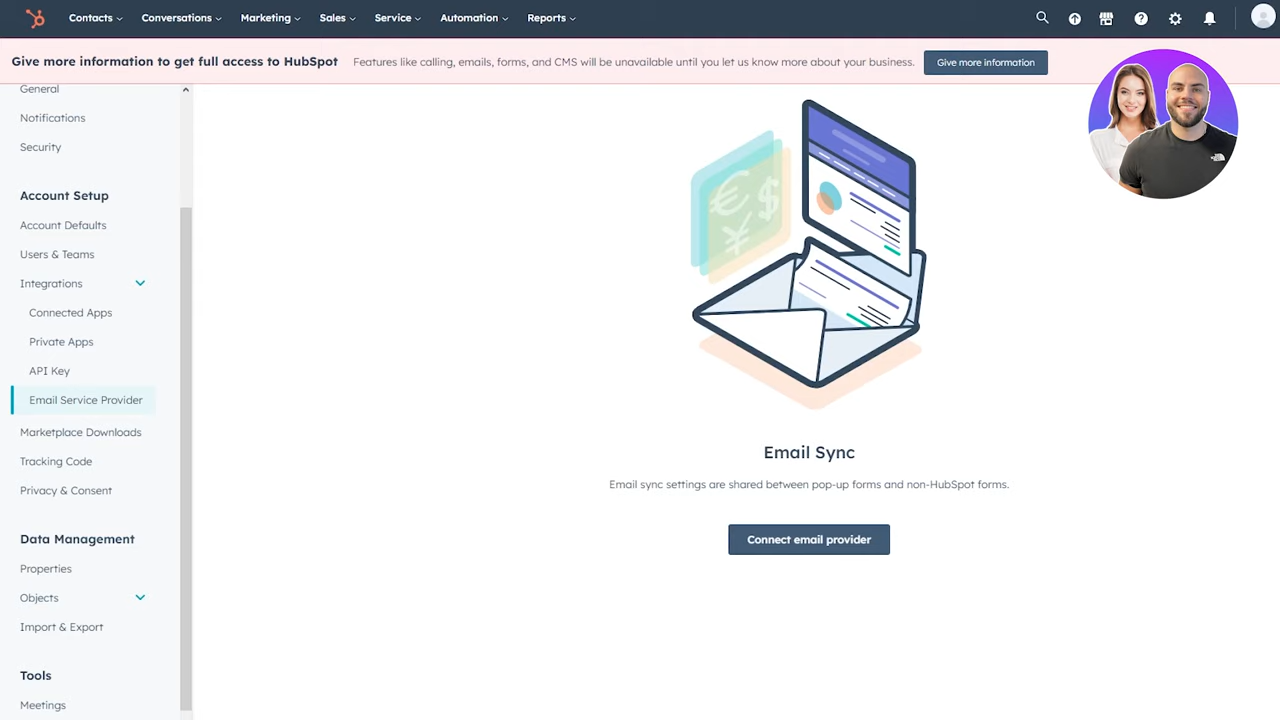 Contacts
Conversations
Marketing
Sales
Service
Automation
Reports
Give more information to get full access to HubSpot
Features like calling, emails, forms, and CMS will be unavailable until you let us know more about your business.
Give more information
General
Notifications
Security
Account Setup
Account Defaults
Users & Teams
Integrations
Connected Apps
Private Apps
API Key
Email Service Provider
Marketplace Downloads
Tracking Code
Privacy & Consent
Data Management
Properties
Objects
Import & Export
Tools
Meetings
€ $
¥
Email Sync
Email sync settings are shared between pop-up forms and non-HubSpot forms.
Connect email provider